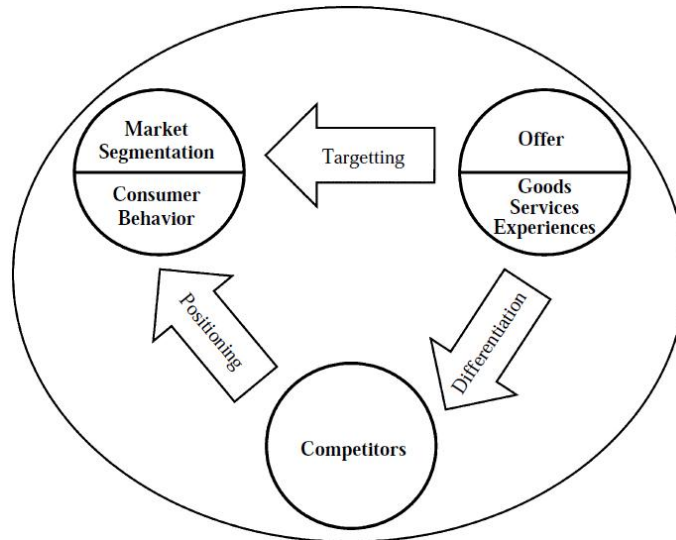 Market
Segmentation
Consumer
Behavior
Targetting
Offer
Goods
Services
Experiences
Positioning
Differentiation
Competitors